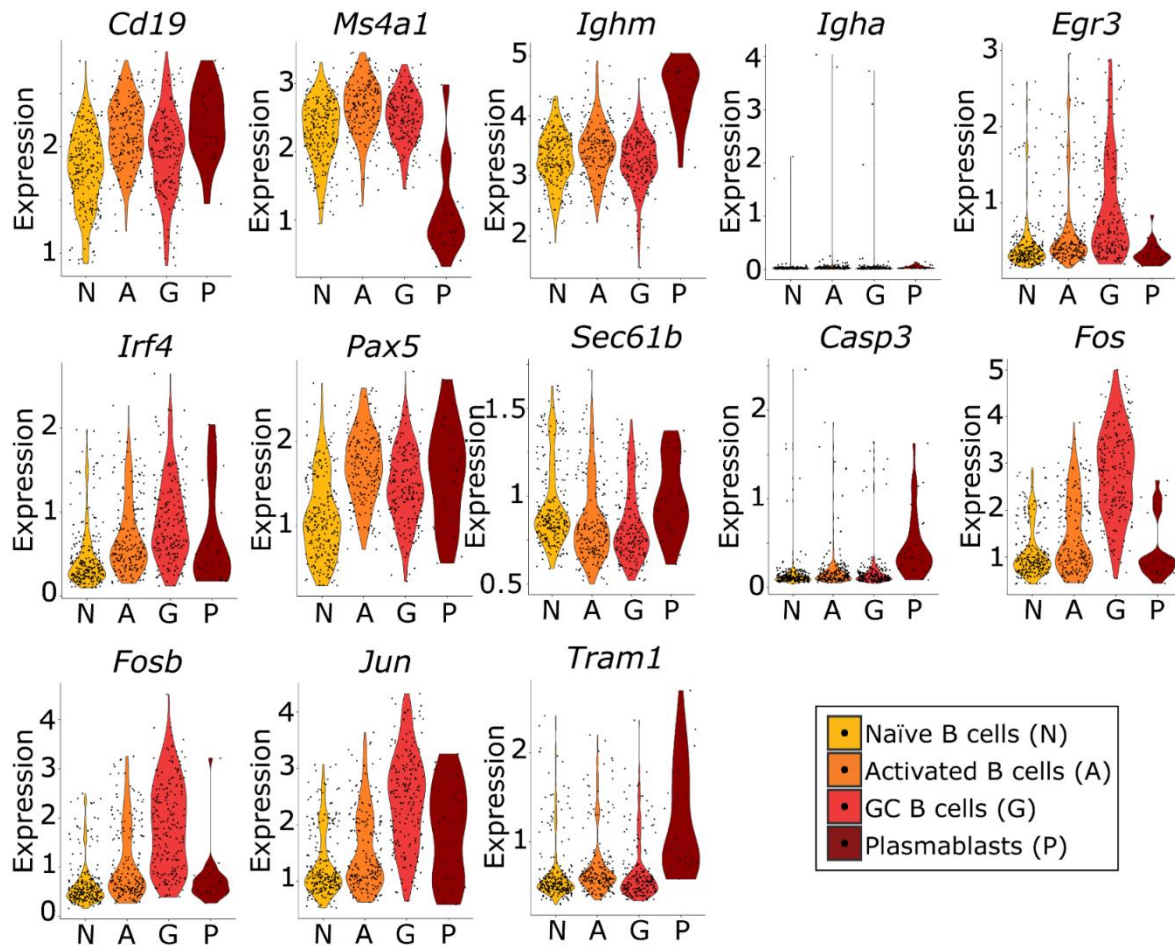 Cd19 Ms4a1 Ighm Igha Egr3
Expression
1
2
N A G P
Expression
1
2
3
N A G P
Expression
2
3
4
5
N A G P
Expression
0
1
2
3
4
N A G P
Expression
0
1
2
3
N A G P
Irf4 Pax5 Sec61b Casp3 Fos
Expression
0
1
2
N A G P
Expression
1
2
N A G P
Expression
0.5
1
1.5
N A G P
Expression
0
1
2
N A G P
Expression
1
2
3
4
5
N A G P
Fosb Jun Tram1
Expression
0
1
2
3
4
N A G P
Expression
1
2
3
4
N A G P
Expression
1
2
N A G P
Naïve B cells (N)
Activated B cells (A)
GC B cells (G)
Plasmablasts (P)